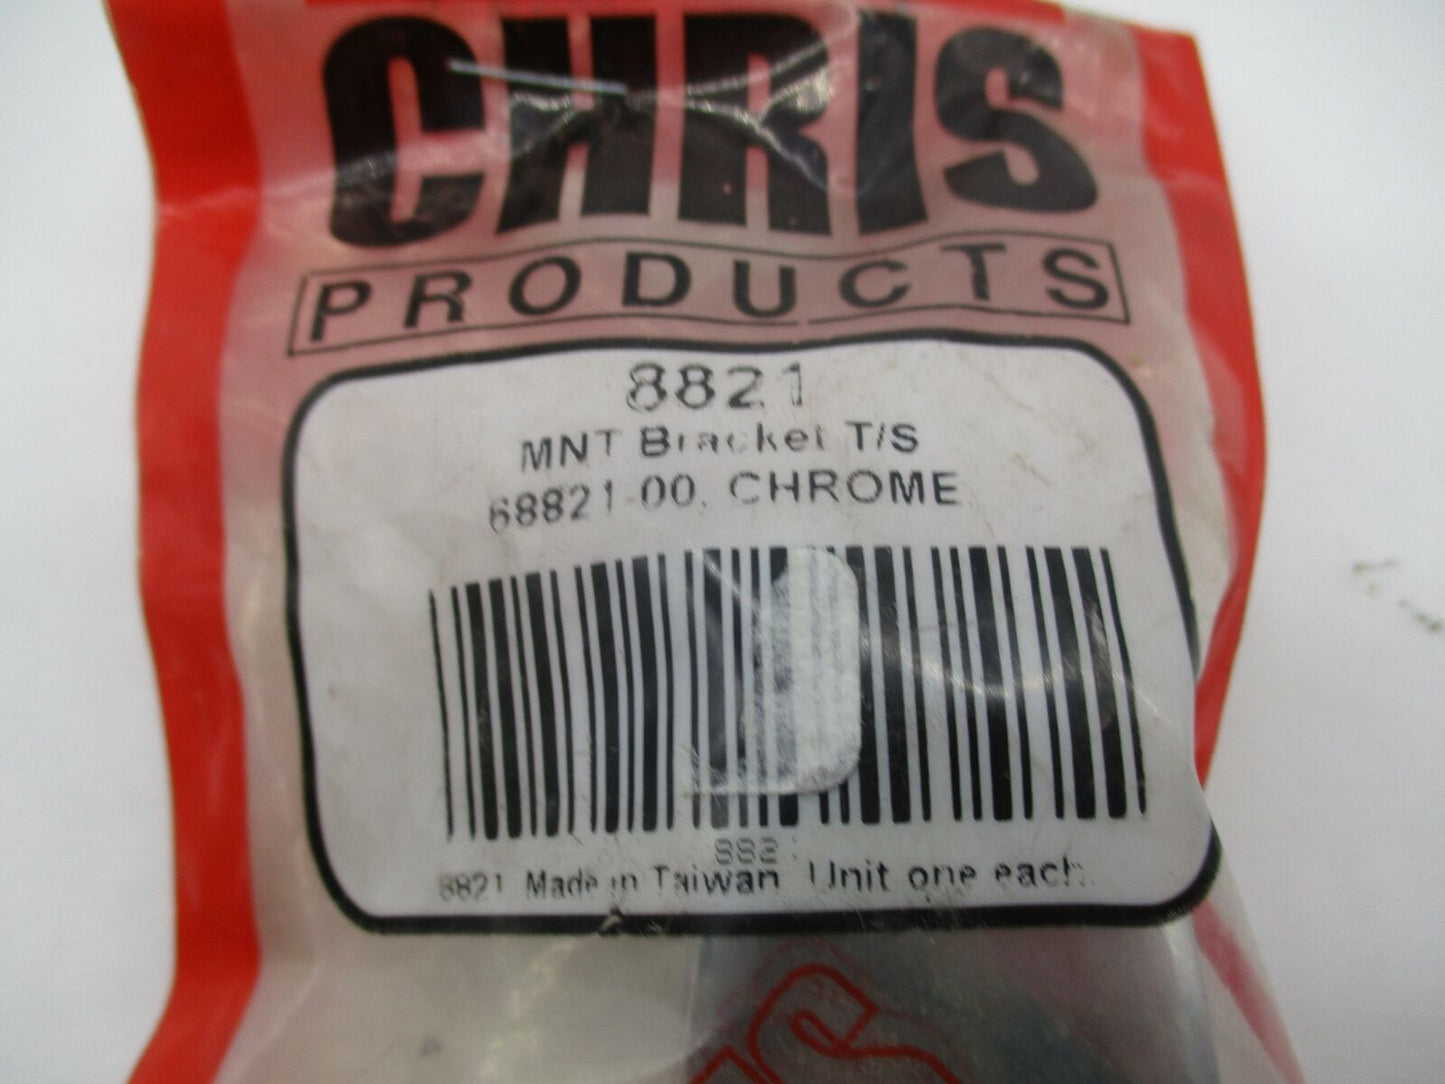 CHRIS
PRODUCTS
8821
MNT Bracket T/S
68821-00, CHROME
8821. Made in Taiwan. Unit one each.